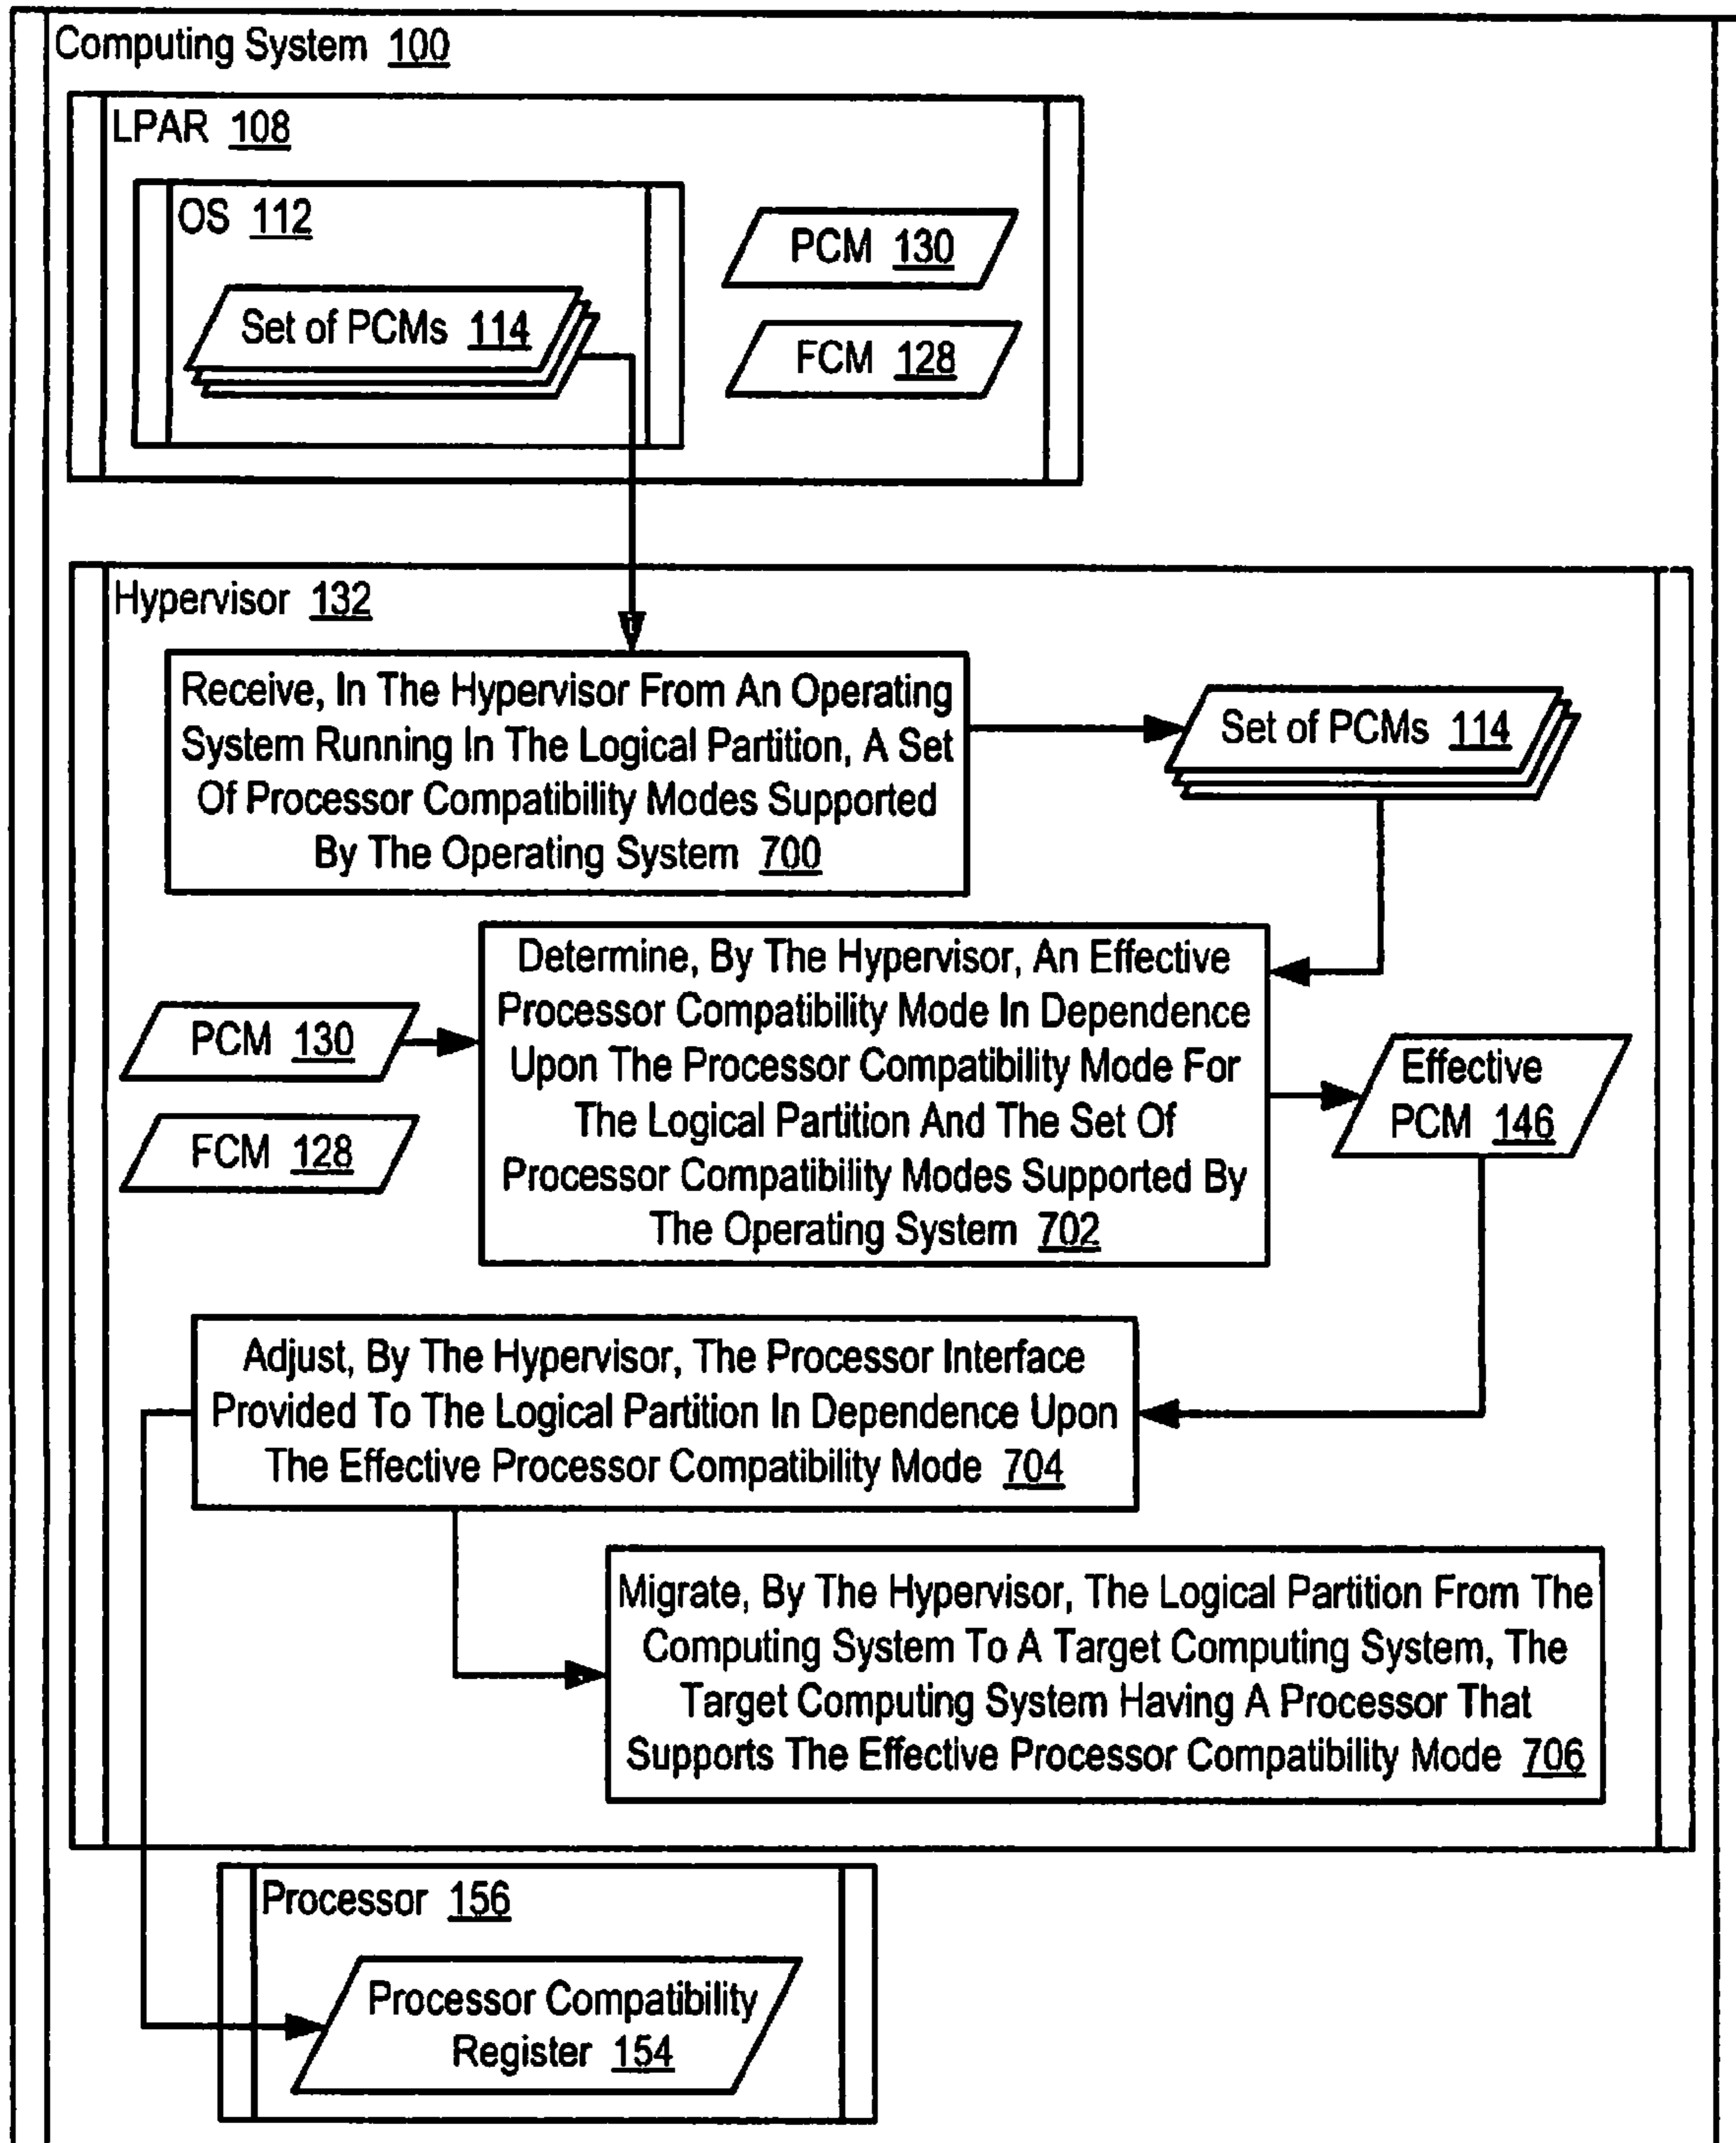 Computing System 100
LPAR 108
OS 112
Set of PCMs 114
PCM 130
FCM 128
Hypervisor 132
Receive, In The Hypervisor From An Operating
System Running In The Logical Partition, A Set
Of Processor Compatibility Modes Supported
By The Operating System 700
Set of PCMs 114
Determine, By The Hypervisor, An Effective
Processor Compatibility Mode In Dependence
Upon The Processor Compatibility Mode For
The Logical Partition And The Set Of
Processor Compatibility Modes Supported By
The Operating System 702
PCM 130
FCM 128
Effective
PCM 146
Adjust, By The Hypervisor, The Processor Interface
Provided To The Logical Partition In Dependence Upon
The Effective Processor Compatibility Mode 704
Migrate, By The Hypervisor, The Logical Partition From The
Computing System To A Target Computing System, The
Target Computing System Having A Processor That
Supports The Effective Processor Compatibility Mode 706
Processor 156
Processor Compatibility
Register 154